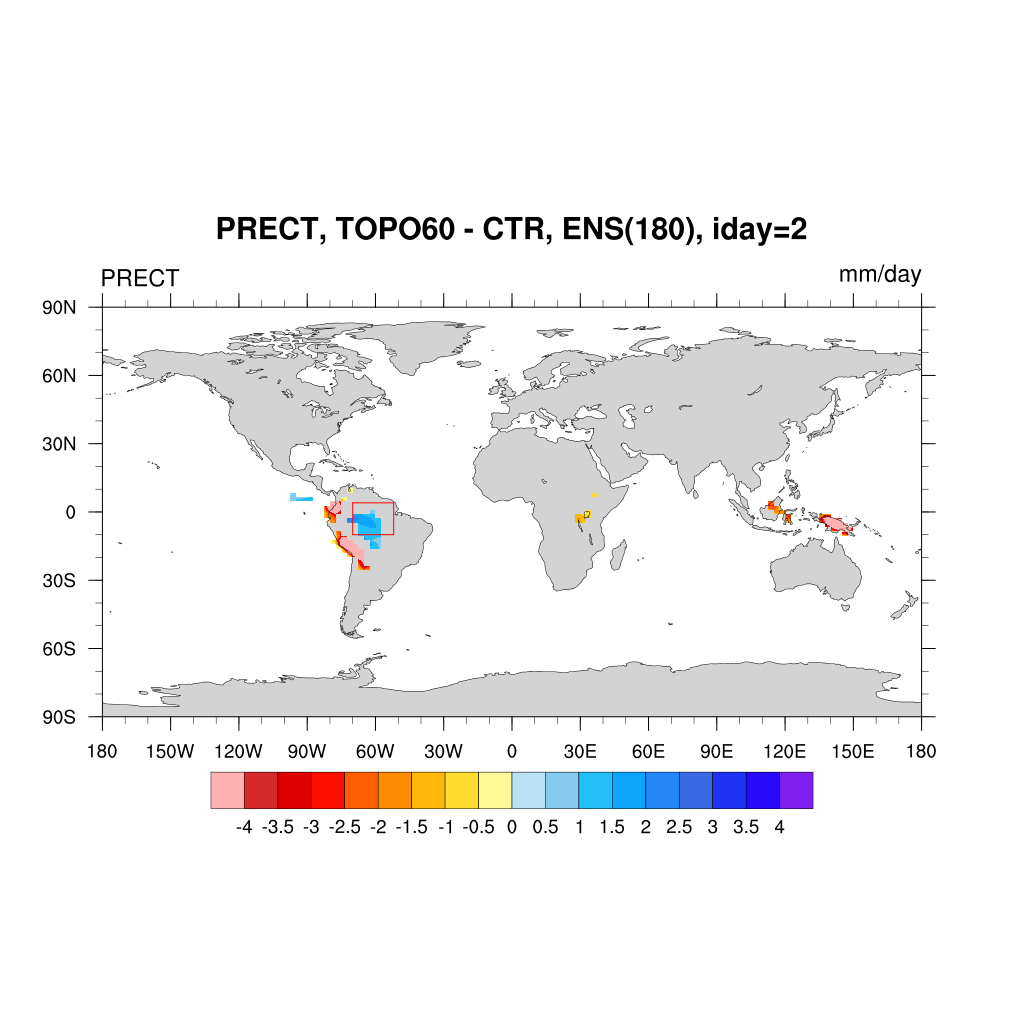 PRECT, TOPO60 - CTR, ENS(180), iday=2
PRECT mm/day
90N
60N
30N
0
30S
60S
90S
180 150W 120W 90W 60W 30W 0 30E 60E 90E 120E 150E 180
-4 -3.5 -3 -2.5 -2 -1.5 -1 -0.5 0 0.5 1 1.5 2 2.5 3 3.5 4